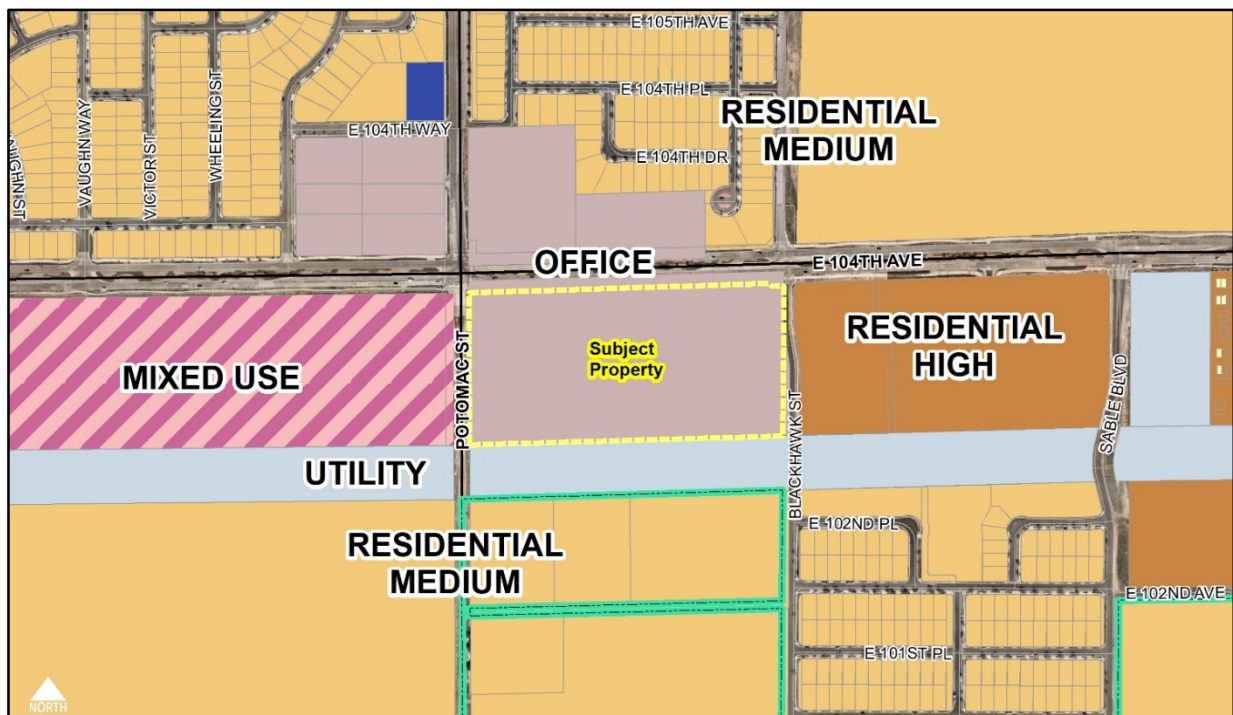 E 105TH AVE
E 104TH PL
RESIDENTIAL
MEDIUM
E 104TH WAY
E 104TH DR
VAUGHN WAY
VICTOR ST
WHEELING ST
OFFICE
E 104TH AVE
MIXED USE
POTOMAC ST
Subject
Property
BLACKHAWK ST
RESIDENTIAL
HIGH
SABLE BLVD
UTILITY
RESIDENTIAL
MEDIUM
E 102ND PL
E 102ND AVE
E 101ST PL
NORTH